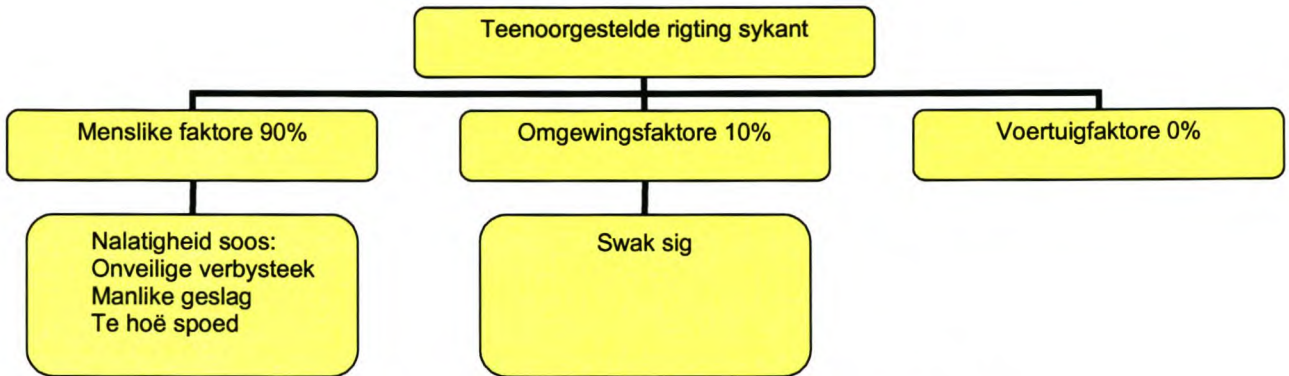 Teenoorgestelde rigting sykant
Menslike faktore 90%
Omgewingsfaktore 10%
Voertuigfaktore 0%
Nalatigheid soos:
Onveilige verbysteek
Manlike geslag
Te hoë spoed
Swak sig